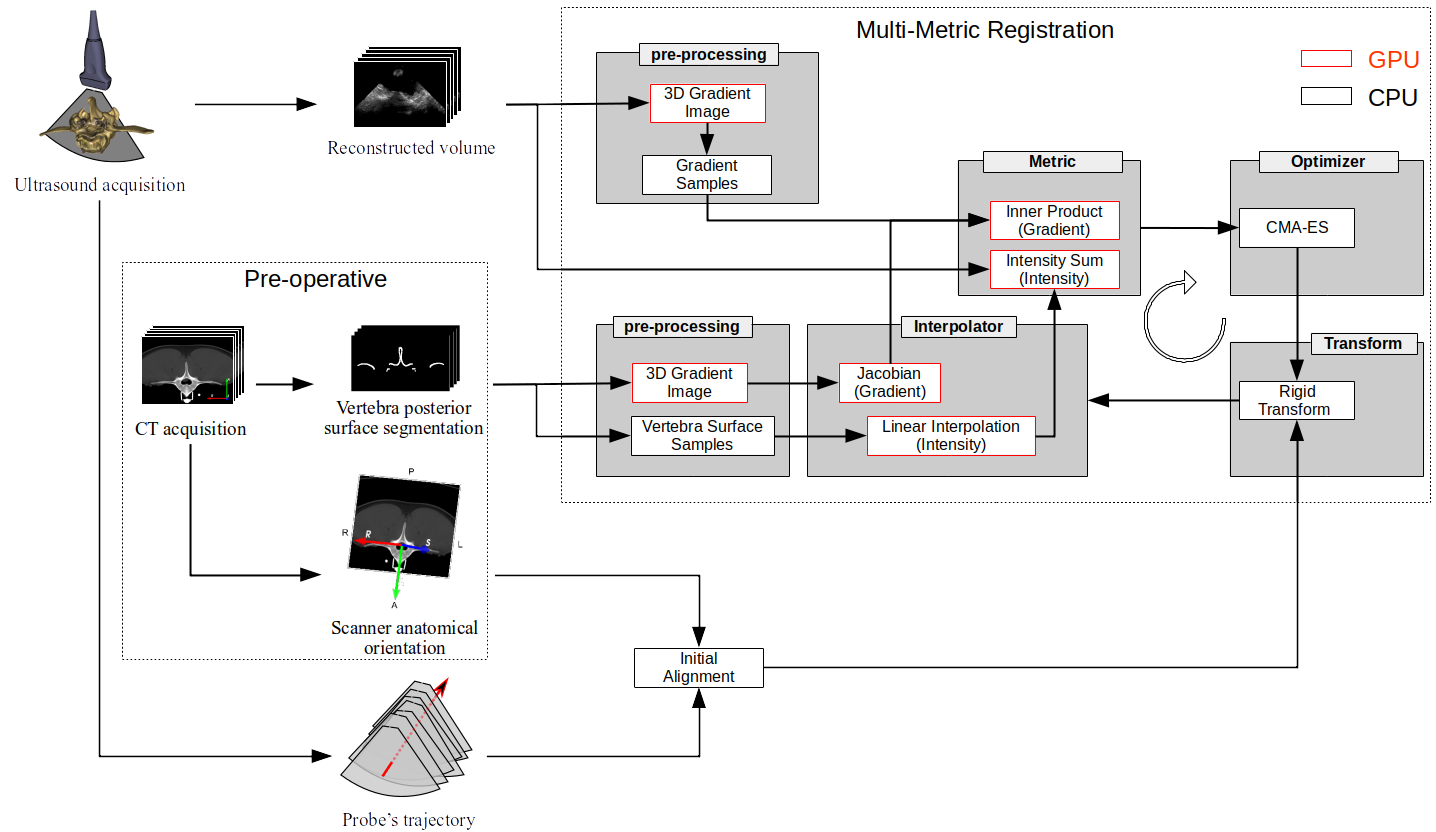 Multi-Metric Registration
GPU
CPU
pre-processing
3D Gradient
Image
Gradient
Samples
Reconstructed volume
Ultrasound acquisition
Metric
Inner Product
(Gradient)
Intensity Sum
(Intensity)
Optimizer
CMA-ES
Pre-operative
CT acquisition
Vertebra posterior
surface segmentation
pre-processing
3D Gradient
Image
Vertebra Surface
Samples
Interpolator
Jacobian
(Gradient)
Linear Interpolation
(Intensity)
Transform
Rigid
Transform
P
R
R
S
L
A
Scanner anatomical
orientation
Initial
Alignment
Probe's trajectory